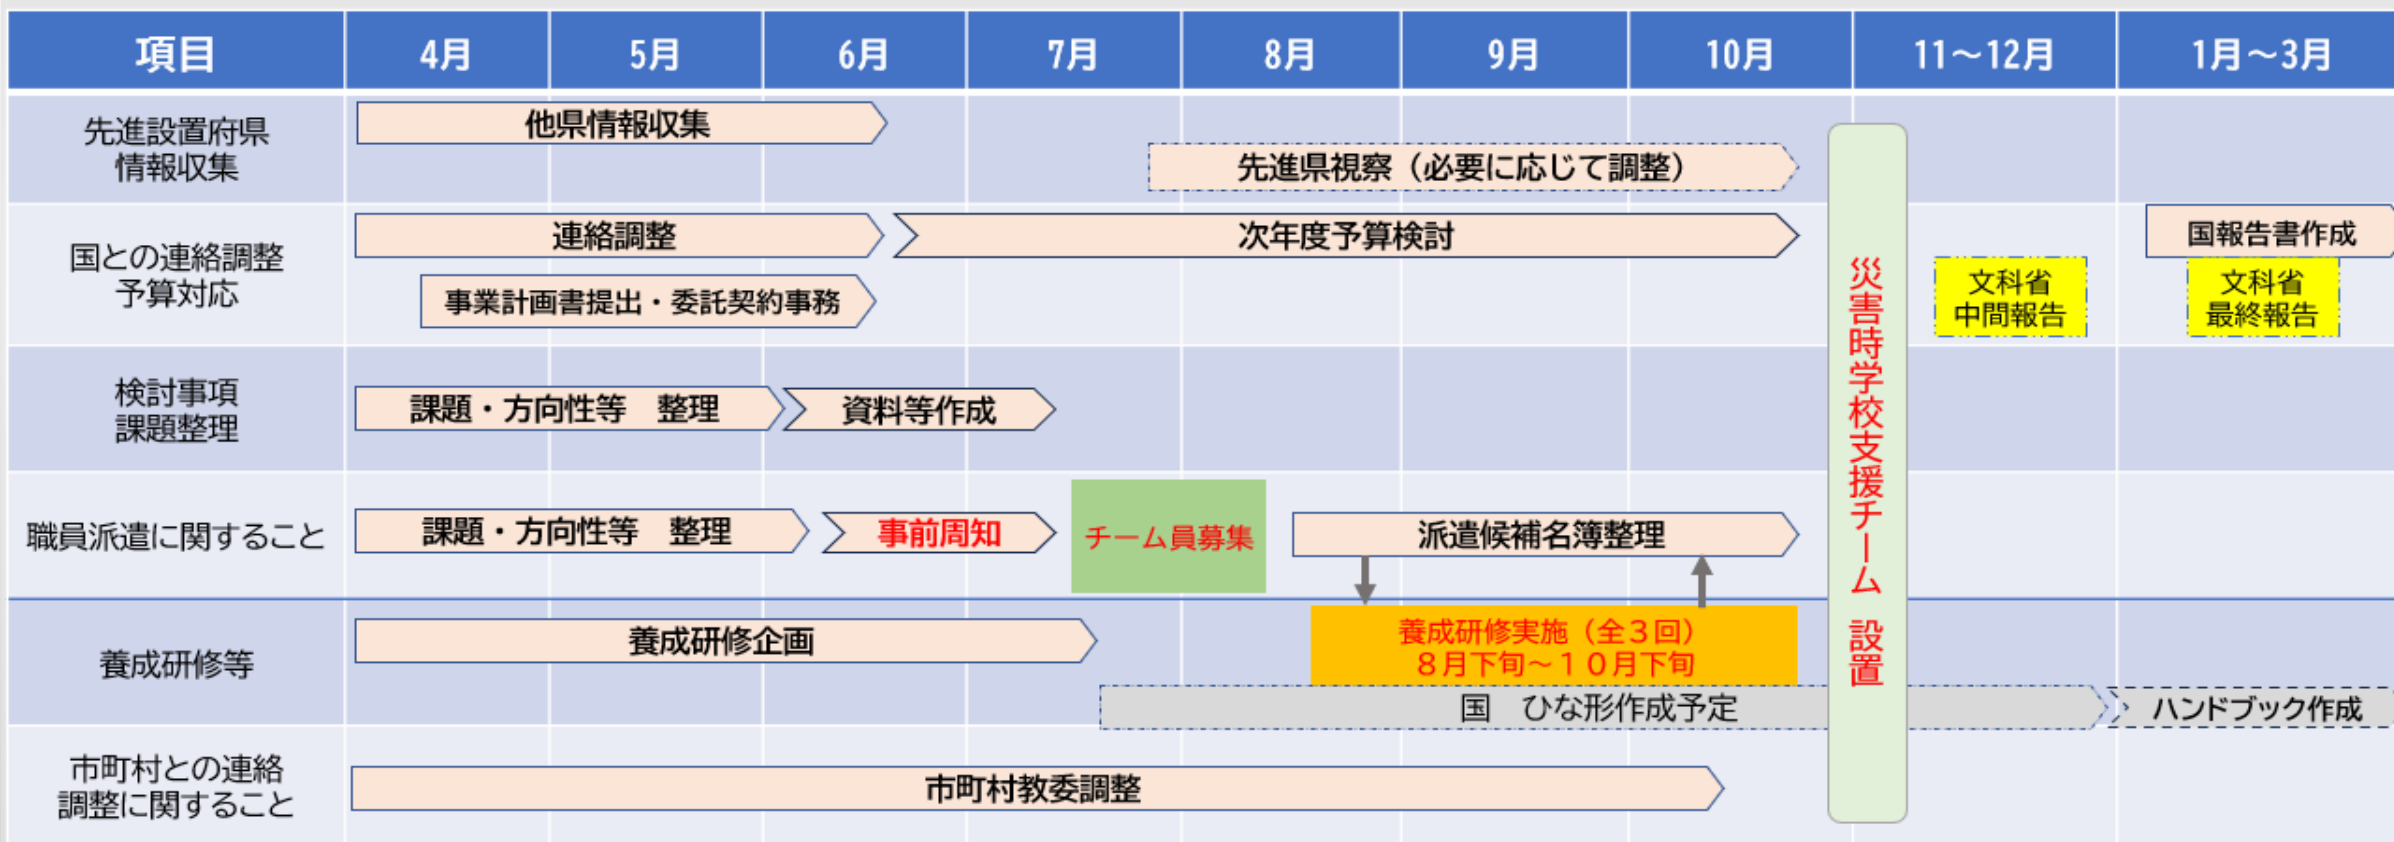 項目
4月
5月
6月
7月
8月
9月
10月
11～12月
1月～3月
先進設置府県
情報収集
他県情報収集
先進県視察（必要に応じて調整）
国との連絡調整
予算対応
連絡調整
次年度予算検討
国報告書作成
事業計画書提出・委託契約事務
文科省
中間報告
文科省
最終報告
検討事項
課題整理
課題・方向性等　整理
資料等作成
職員派遣に関すること
課題・方向性等　整理
事前周知
チーム員募集
派遣候補名簿整理
養成研修等
養成研修企画
養成研修実施（全３回）
８月下旬～１０月下旬
国　ひな形作成予定
ハンドブック作成
市町村との連絡
調整に関すること
市町村教委調整
災害時学校支援チーム　設置